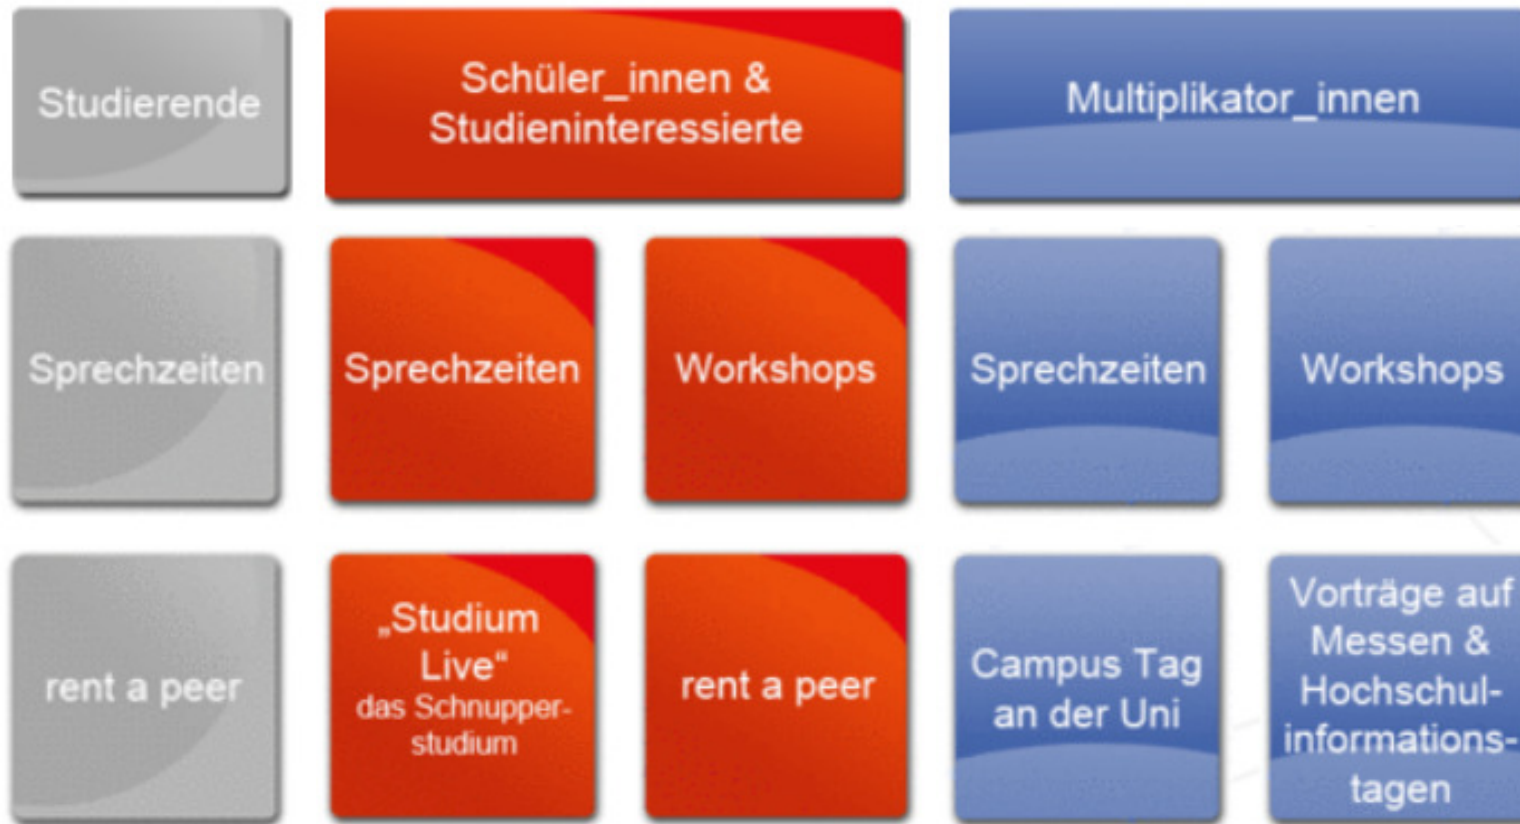 Studierende
Schüler_innen &
Studieninteressierte
Multiplikator_innen
Sprechzeiten
Sprechzeiten
Workshops
Sprechzeiten
Workshops
rent a peer
„Studium
Live“
das Schnupper-
studium
rent a peer
Campus Tag
an der Uni
Vorträge auf
Messen &
Hochschul-
informations-
tagen